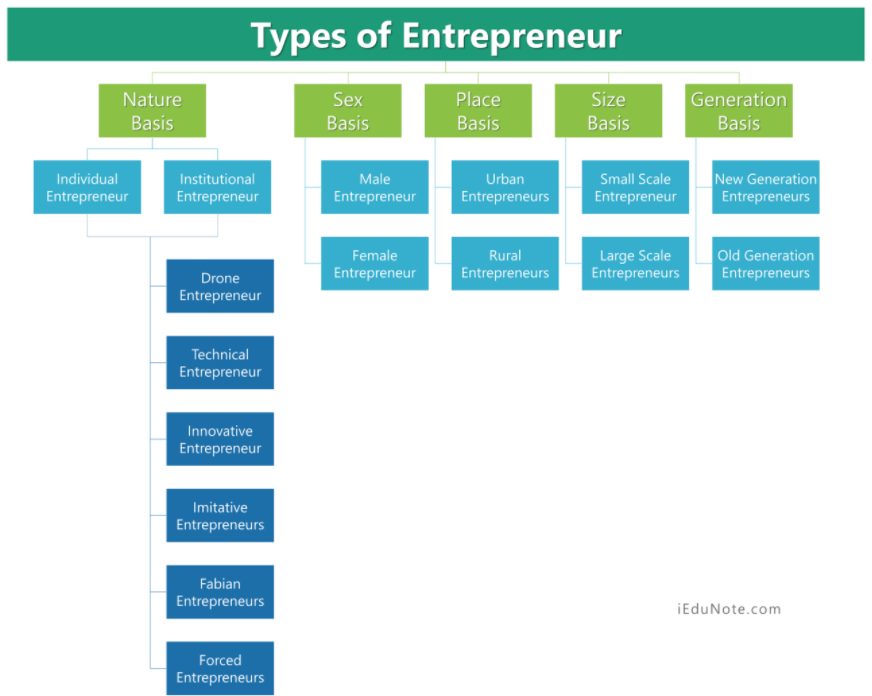 Types of Entrepreneur
Nature
Basis
Sex
Basis
Place
Basis
Size
Basis
Generation
Basis
Individual
Entrepreneur
Institutional
Entrepreneur
Male
Entrepreneur
Urban
Entrepreneurs
Small Scale
Entrepreneur
New Generation
Entrepreneurs
Female
Entrepreneur
Rural
Entrepreneurs
Large Scale
Entrepreneurs
Old Generation
Entrepreneurs
Drone
Entrepreneur
Technical
Entrepreneur
Innovative
Entrepreneur
Imitative
Entrepreneurs
Fabian
Entrepreneurs
Forced
Entrepreneurs
iEduNote.com